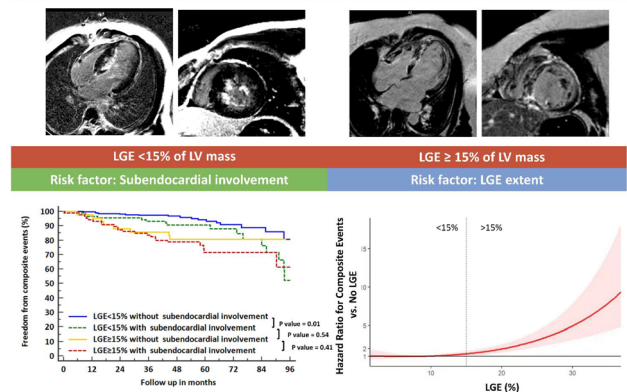 LGE <15% of LV mass
LGE ≥ 15% of LV mass
Risk factor: Subendocardial involvement
Risk factor: LGE extent
Freedom from composite events (%)
100
90
80
70
60
50
40
30
20
10
0
LGE<15% without subendocardial involvement
LGE<15% with subendocardial involvement
LGE≥15% without subendocardial involvement
LGE≥15% with subendocardial involvement
P value = 0.01
P value = 0.54
P value = 0.41
0 12 24 36 48 60 72 84 96
Follow up in months
Hazard Ratio for Composite Events
vs. No LGE
<15% >15%
15
5
2
1
10 20 30
LGE (%)